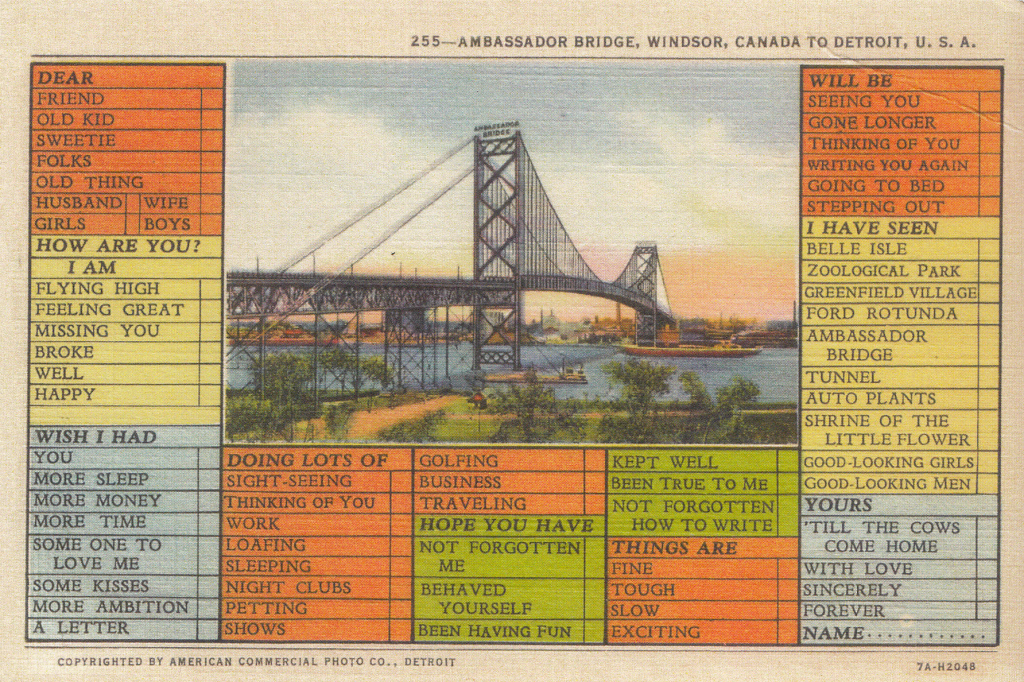 255—AMBASSADOR BRIDGE, WINDSOR, CANADA TO DETROIT, U. S. A.
DEAR
FRIEND
OLD KID
SWEETIE
FOLKS
OLD THING
HUSBAND WIFE
GIRLS BOYS
HOW ARE YOU?
I AM
FLYING HIGH
FEELING GREAT
MISSING YOU
BROKE
WELL
HAPPY
WISH I HAD
YOU
MORE SLEEP
MORE MONEY
MORE TIME
SOME ONE TO
LOVE ME
SOME KISSES
MORE AMBITION
A LETTER
AMBASSADOR
BRIDGE
DOING LOTS OF
SIGHT-SEEING
THINKING OF YOU
WORK
LOAFING
SLEEPING
NIGHT CLUBS
PETTING
SHOWS
GOLFING
BUSINESS
TRAVELING
HOPE YOU HAVE
NOT FORGOTTEN
ME
BEHAVED
YOURSELF
BEEN HAVING FUN
KEPT WELL
BEEN TRUE TO ME
NOT FORGOTTEN
HOW TO WRITE
THINGS ARE
FINE
TOUGH
SLOW
EXCITING
WILL BE
SEEING YOU
GONE LONGER
THINKING OF YOU
WRITING YOU AGAIN
GOING TO BED
STEPPING OUT
I HAVE SEEN
BELLE ISLE
ZOOLOGICAL PARK
GREENFIELD VILLAGE
FORD ROTUNDA
AMBASSADOR
BRIDGE
TUNNEL
AUTO PLANTS
SHRINE OF THE
LITTLE FLOWER
GOOD-LOOKING GIRLS
GOOD-LOOKING MEN
YOURS
'TILL THE COWS
COME HOME
WITH LOVE
SINCERELY
FOREVER
NAME.............
COPYRIGHTED BY AMERICAN COMMERCIAL PHOTO CO., DETROIT
7A-H2048